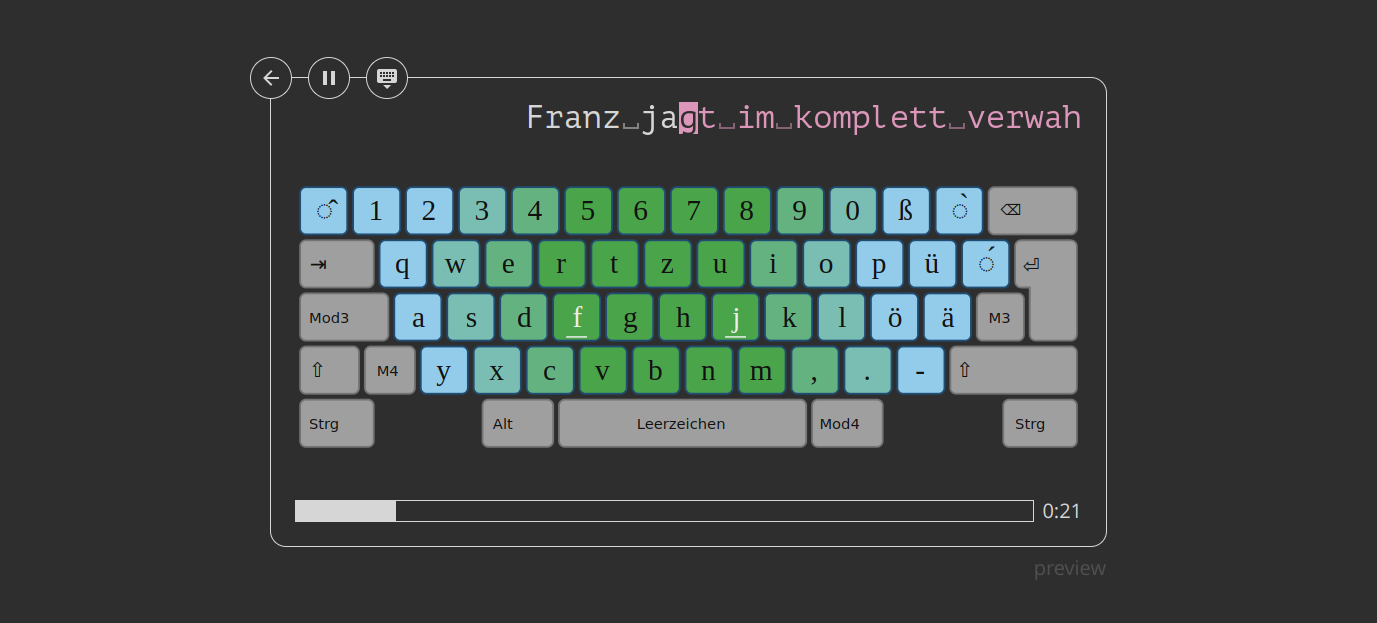 Franz␣jagt␣im␣komplett␣verwah
◌̂ 1 2 3 4 5 6 7 8 9 0 ß ◌̀ ⌫
⇥ q w e r t z u i o p ü ◌́ ⏎
Mod3 a s d f g h j k l ö ä M3
⇧ M4 y x c v b n m , . - ⇧
Strg Alt Leerzeichen Mod4 Strg
0:21
preview